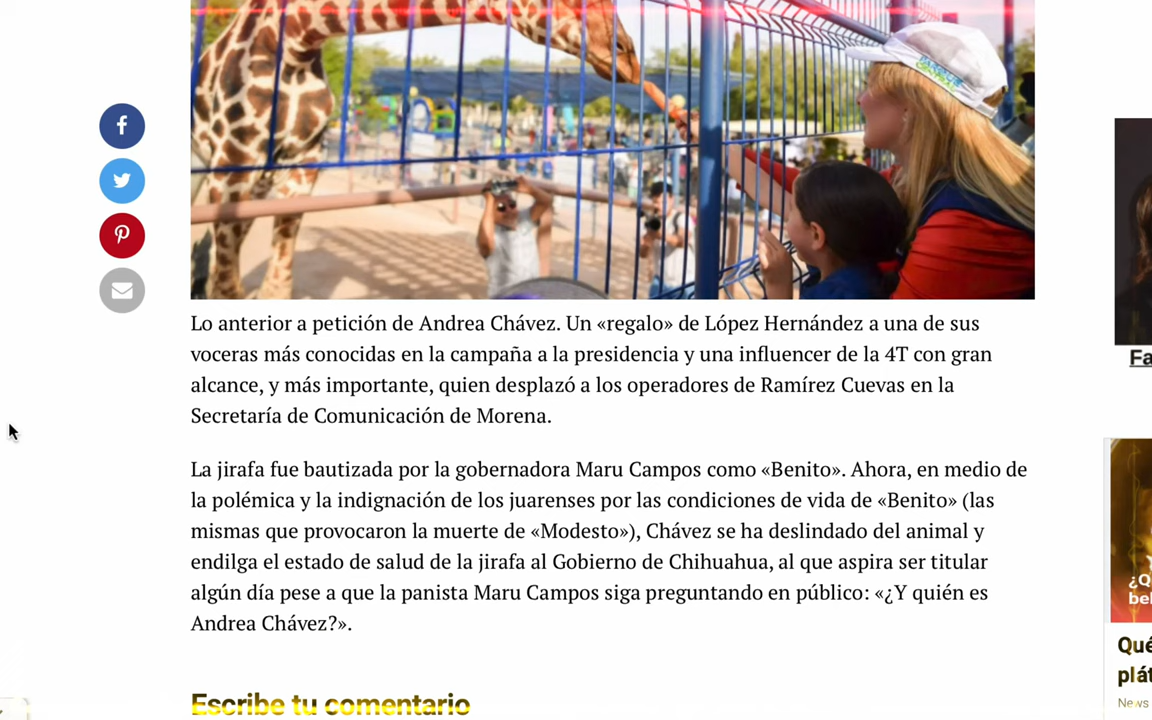 Lo anterior a petición de Andrea Chávez. Un «regalo» de López Hernández a una de sus
voceras más conocidas en la campaña a la presidencia y una influencer de la 4T con gran
alcance, y más importante, quien desplazó a los operadores de Ramírez Cuevas en la
Secretaría de Comunicación de Morena.
La jirafa fue bautizada por la gobernadora Maru Campos como «Benito». Ahora, en medio de
la polémica y la indignación de los juarenses por las condiciones de vida de «Benito» (las
mismas que provocaron la muerte de «Modesto»), Chávez se ha deslindado del animal y
endilga el estado de salud de la jirafa al Gobierno de Chihuahua, al que aspira ser titular
algún día pese a que la panista Maru Campos siga preguntando en público: «¿Y quién es
Andrea Chávez?».
Escribe tu comentario
Fa
¿Q
bel
Qué
plát
News